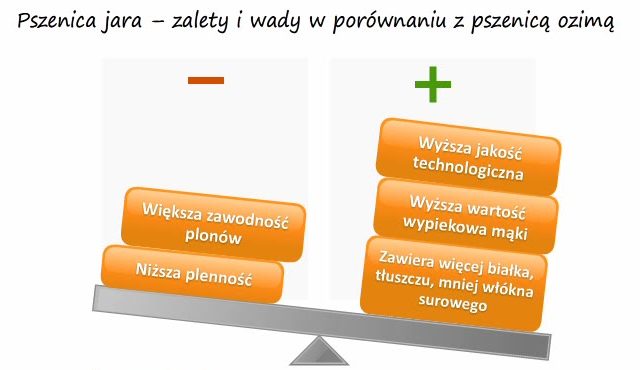 Pszenica jara – zalety i wady w porównaniu z pszenicą ozimą
–
+
Większa zawodność
plonów
Niższa plenność
Wyższa jakość
technologiczna
Wyższa wartość
wypiekowa mąki
Zawiera więcej białka,
tłuszczu, mniej włókna
surowego